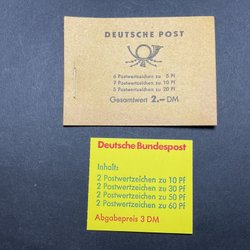 DEUTSCHE POST
6 Postwertzeichen zu 5 Pf
7 Postwertzeichen zu 10 Pf
5 Postwertzeichen zu 20 Pf
Gesamtwert 2.— DM
Deutsche Bundespost
Inhalt:
2 Postwertzeichen zu 10 Pf
2 Postwertzeichen zu 30 Pf
2 Postwertzeichen zu 50 Pf
2 Postwertzeichen zu 60 Pf
Abgabepreis 3 DM